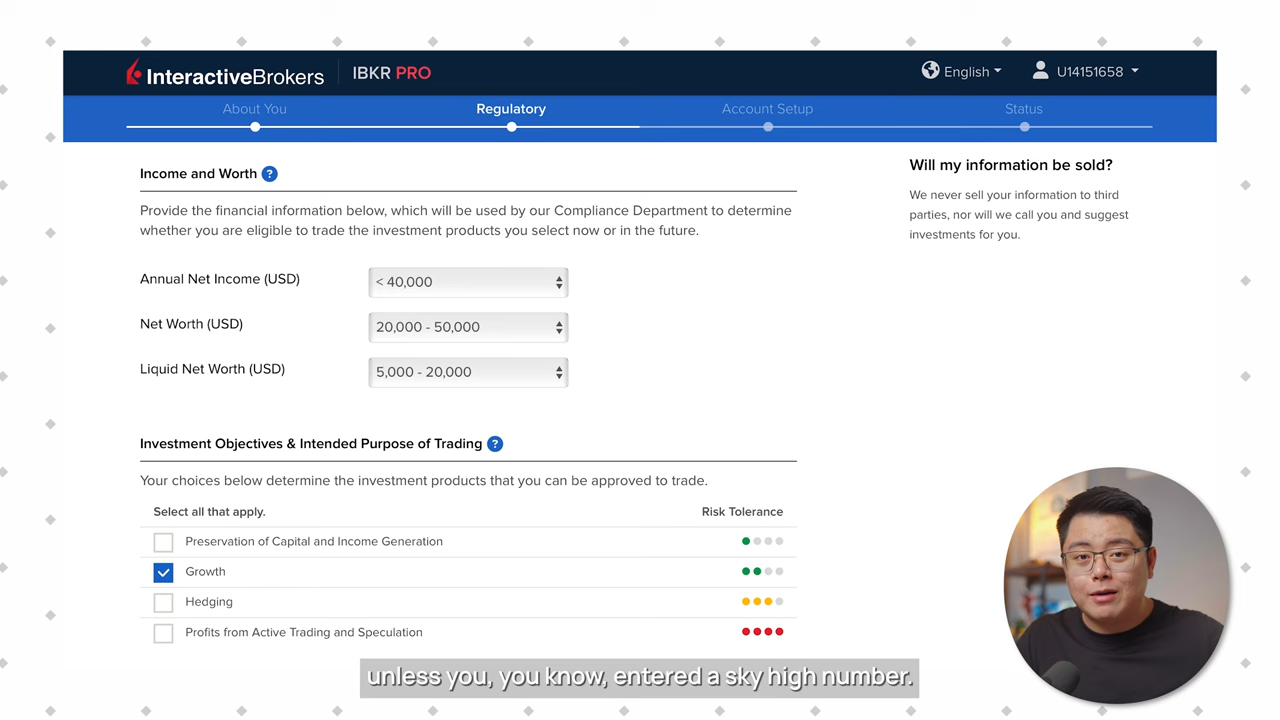 InteractiveBrokers
IBKR PRO
English
U14151658
About You
Regulatory
Account Setup
Status
Income and Worth ?
Provide the financial information below, which will be used by our Compliance Department to determine
whether you are eligible to trade the investment products you select now or in the future.
Annual Net Income (USD)
< 40,000
Net Worth (USD)
20,000 - 50,000
Liquid Net Worth (USD)
5,000 - 20,000
Investment Objectives & Intended Purpose of Trading ?
Your choices below determine the investment products that you can be approved to trade.
Select all that apply.
Risk Tolerance
Preservation of Capital and Income Generation
Growth
Hedging
Profits from Active Trading and Speculation
Will my information be sold?
We never sell your information to third
parties, nor will we call you and suggest
investments for you.
unless you, you know, entered a sky high number.